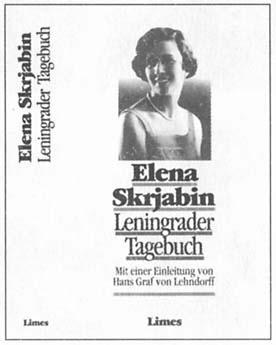 Elena Skrjabin
Leningrader Tagebuch
Limes
Elena
Skrjabin
Leningrader
Tagebuch
Mit einer Einleitung von
Hans Graf von Lehndorff
Limes